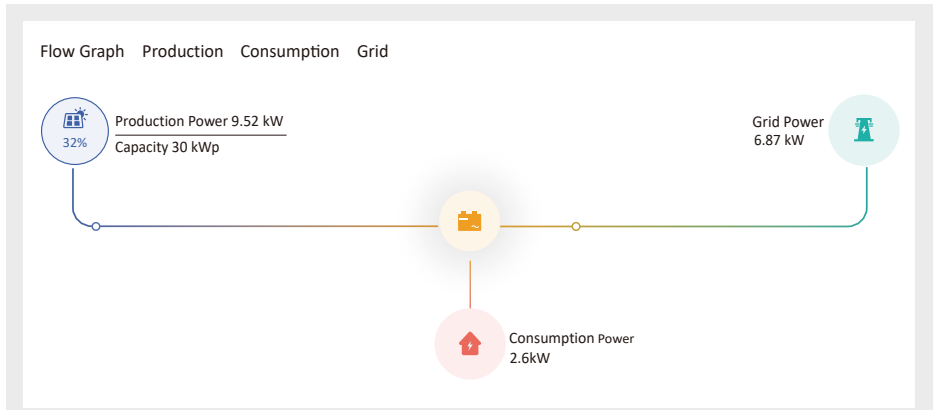 Flow Graph Production Consumption Grid
Production Power 9.52 kW
32%
Capacity 30 kWp
Grid Power
6.87 kW
Consumption Power
2.6kW